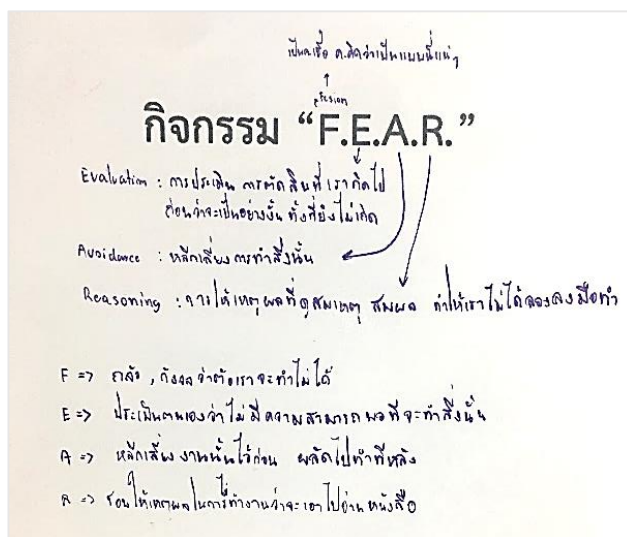 เป็นความเชื่อ ค.คิดว่าเป็นแบบนี้แน่ๆ
Fusion
กิจกรรม “F.E.A.R.”
Evaluation : การประเมิน การตัดสินที่เราคิดไป
ก่อนว่าจะเป็นอย่างงั้น ทั้งที่ยังไม่เกิด
Avoidance : หลีกเลี่ยงการทำสิ่งนั้น
Reasoning : การให้เหตุผลที่ดูสมเหตุ สมผล ทำให้เราไม่ได้ลองลงมือทำ
F => กลัว , กังวลว่าตัวเราจะทำไม่ได้
E => ประเมินตนเองว่าไม่มีความสามารถพอที่จะทำสิ่งนั้น
A => หลีกเลี่ยงงานนั้นไว้ก่อน ผลัดไปทำทีหลัง
R => ชอบให้เหตุผลในการไม่ทำงานว่าจะเอาไปอ่านหนังสือ